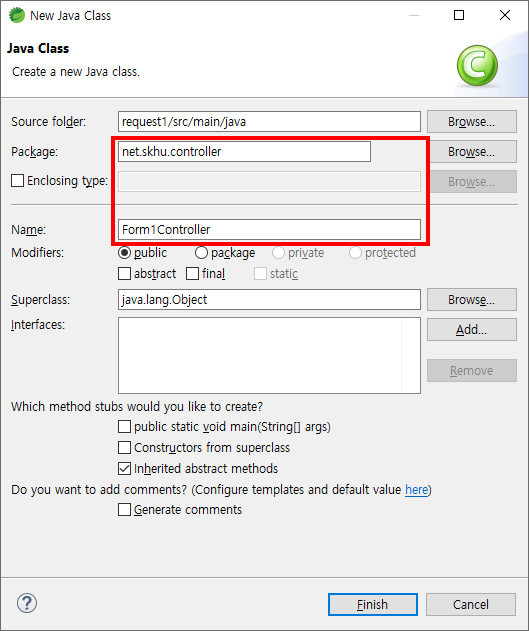 New Java Class
Java Class
Create a new Java class.
C
Source folder: request1/src/main/java Browse...
Package: net.skhu.controller Browse...
Enclosing type: Browse...
Name: Form1Controller
Modifiers: public package private protected
abstract final static
Superclass: java.lang.Object Browse...
Interfaces: Add...
Remove
Which method stubs would you like to create?
public static void main(String[] args)
Constructors from superclass
Inherited abstract methods
Do you want to add comments? (Configure templates and default value here)
Generate comments
? Finish Cancel